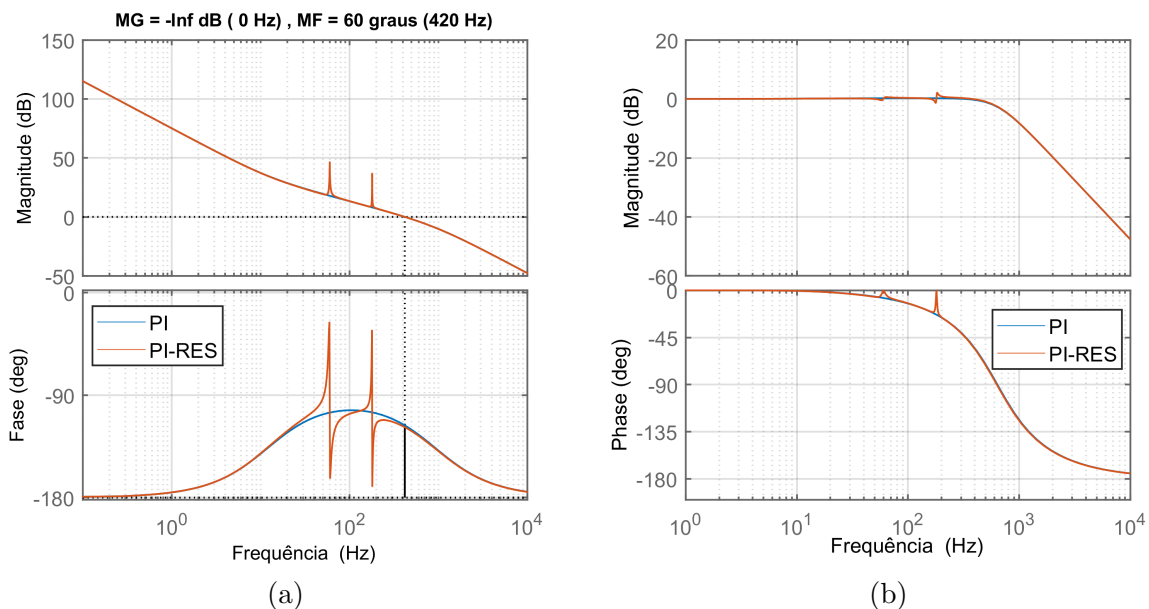 MG = -Inf dB ( 0 Hz) , MF = 60 graus (420 Hz)
150
100
50
0
-50
Magnitude (dB)
0
-90
-180
Fase (deg)
PI
PI-RES
10^0
10^2
10^4
Frequência (Hz)
(a)
20
0
-20
-40
-60
Magnitude (dB)
0
-45
-90
-135
-180
Phase (deg)
PI
PI-RES
10^0
10^1
10^2
10^3
10^4
Frequência (Hz)
(b)